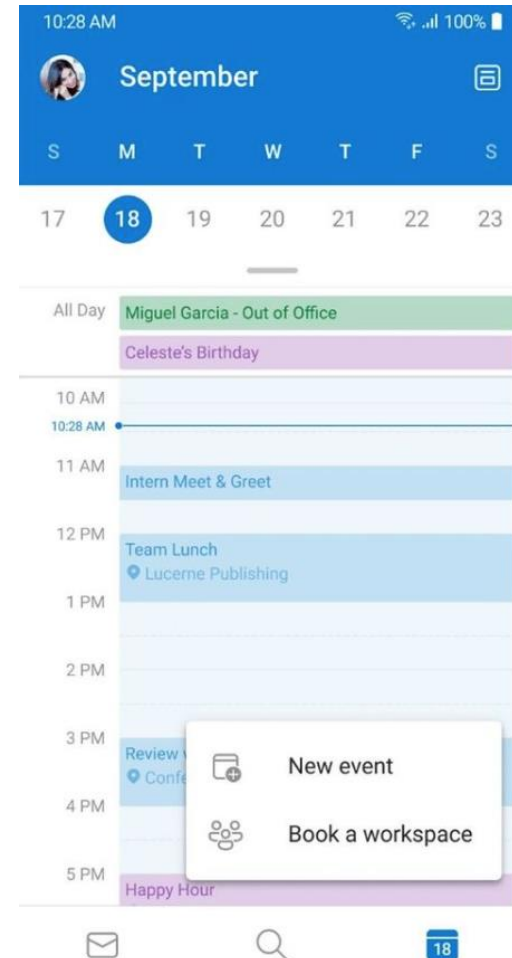 10:28 AM 100%
September
S M T W T F S
17 18 19 20 21 22 23
All Day Miguel Garcia - Out of Office
Celeste's Birthday
10 AM
10:28 AM
11 AM
Intern Meet & Greet
12 PM
Team Lunch
Lucerne Publishing
1 PM
2 PM
3 PM
Review
New event
4 PM
Book a workspace
5 PM
Happy Hour
18